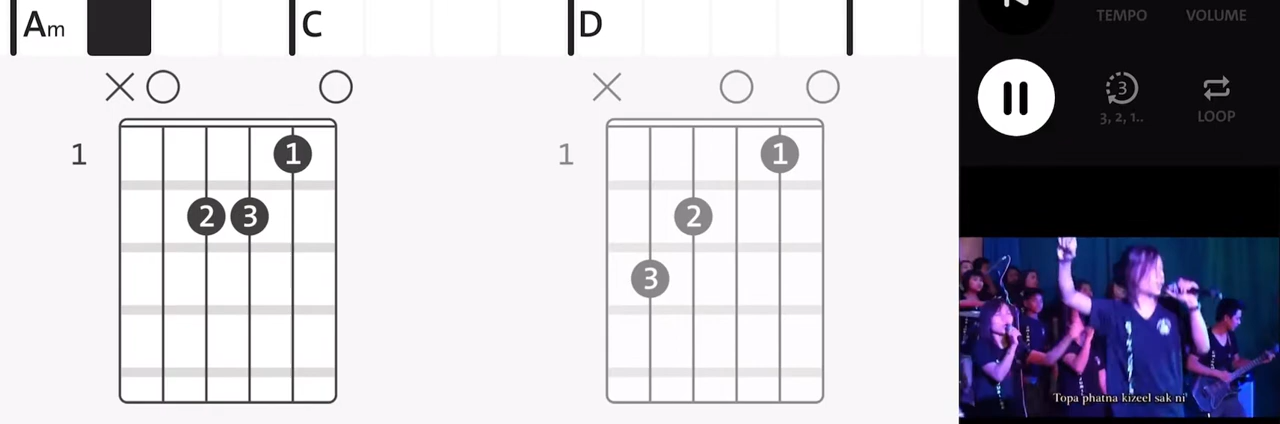 Am C D
TEMPO VOLUME
1 1 1 1
3
3, 2, 1.. LOOP
2 3 2
3
Topa phatna kizeel sak ni'